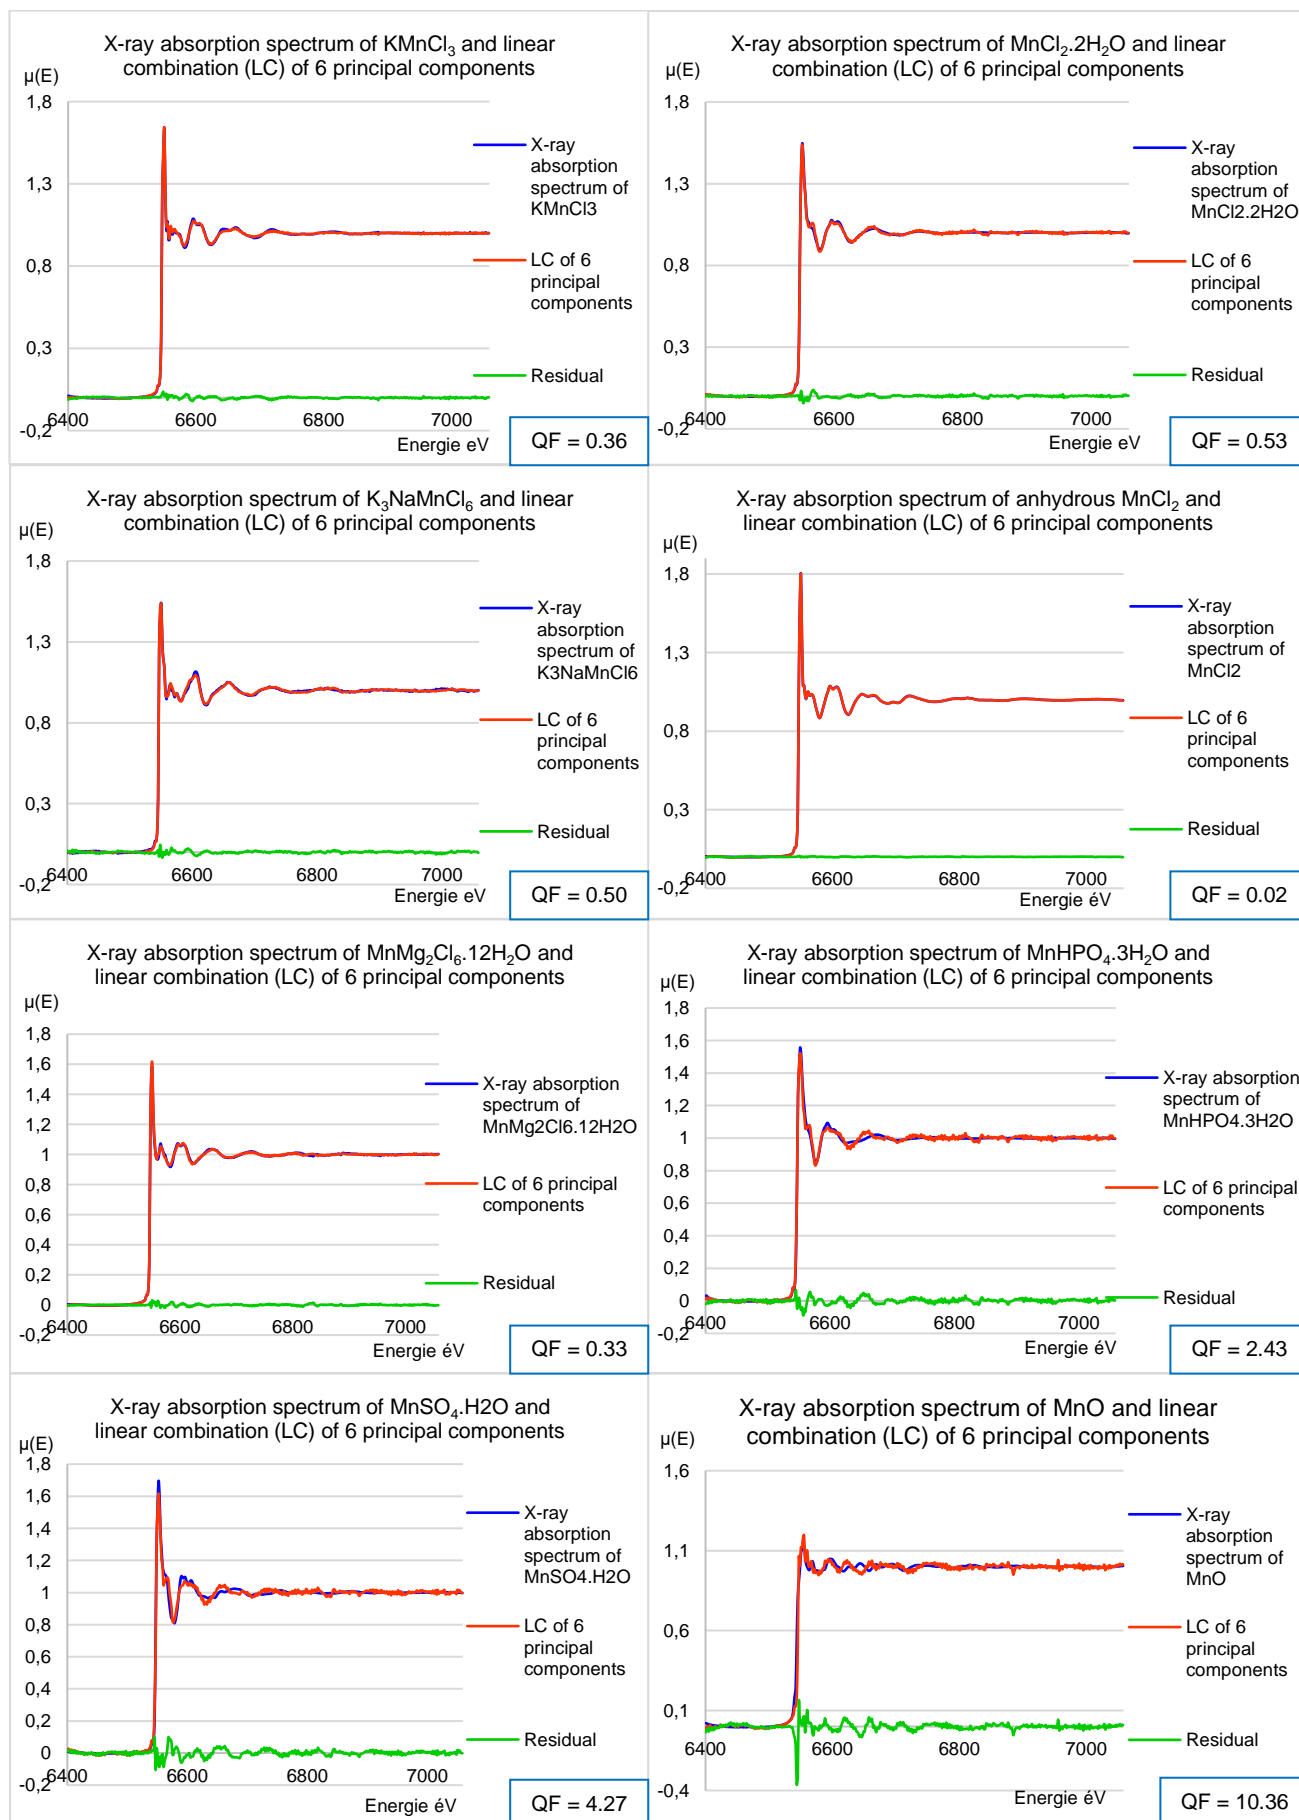 X-ray absorption spectrum of KMnCl3 and linear
combination (LC) of 6 principal components
μ(E)
1,8
1,3
0,8
0,3
-0,2
6400
6600
6800
7000
Energie eV
X-ray
absorption
spectrum of
KMnCl3
LC of 6
principal
components
Residual
QF = 0.36
X-ray absorption spectrum of MnCl2.2H2O and linear
combination (LC) of 6 principal components
μ(E)
1,8
1,3
0,8
0,3
-0,2
6400
6600
6800
7000
Energie eV
X-ray
absorption
spectrum of
MnCl2.2H2O
LC of 6
principal
components
Residual
QF = 0.53
X-ray absorption spectrum of K3NaMnCl6 and linear
combination (LC) of 6 principal components
μ(E)
1,8
1,3
0,8
0,3
-0,2
6400
6600
6800
7000
Energie eV
X-ray
absorption
spectrum of
K3NaMnCl6
LC of 6
principal
components
Residual
QF = 0.50
X-ray absorption spectrum of anhydrous MnCl2 and
linear combination (LC) of 6 principal components
μ(E)
1,8
1,3
0,8
0,3
-0,2
6400
6600
6800
7000
Energie éV
X-ray
absorption
spectrum of
MnCl2
LC of 6
principal
components
Residual
QF = 0.02
X-ray absorption spectrum of MnMg2Cl6.12H2O and
linear combination (LC) of 6 principal components
μ(E)
1,8
1,6
1,4
1,2
1
0,8
0,6
0,4
0,2
0
-0,2
6400
6600
6800
7000
Energie éV
X-ray absorption
spectrum of
MnMg2Cl6.12H2O
LC of 6 principal
components
Residual
QF = 0.33
X-ray absorption spectrum of MnHPO4.3H2O and
linear combination (LC) of 6 principal components
μ(E)
1,8
1,6
1,4
1,2
1
0,8
0,6
0,4
0,2
0
-0,2
6400
6600
6800
7000
Energie éV
X-ray absorption
spectrum of
MnHPO4.3H2O
LC of 6 principal
components
Residual
QF = 2.43
X-ray absorption spectrum of MnSO4.H2O and
linear combination (LC) of 6 principal components
μ(E)
1,8
1,6
1,4
1,2
1
0,8
0,6
0,4
0,2
0
-0,2
6400
6600
6800
7000
Energie éV
X-ray
absorption
spectrum of
MnSO4.H2O
LC of 6
principal
components
Residual
QF = 4.27
X-ray absorption spectrum of MnO and linear
combination (LC) of 6 principal components
μ(E)
1,6
1,1
0,6
0,1
-0,4
6400
6600
6800
7000
Energie éV
X-ray
absorption
spectrum of
MnO
LC of 6
principal
components
Residual
QF = 10.36